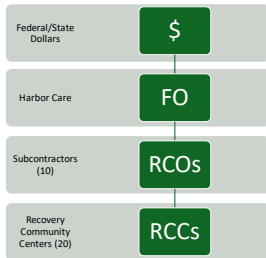 Federal/State
Dollars
$
Harbor Care
FO
Subcontractors
(10)
RCOs
Recovery
Community
Centers (20)
RCCs